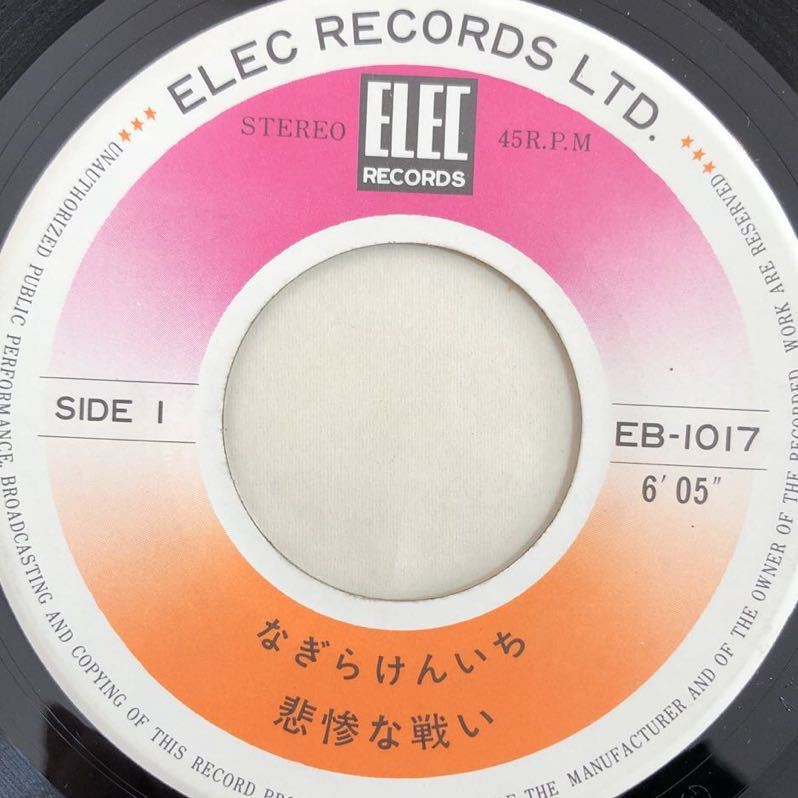 ★★★ ELEC RECORDS LTD. ★★★
STEREO
ELEC
RECORDS
45R.P.M
SIDE 1
EB-1017
6′05″
なぎらけんいち
悲惨な戦い
UNAUTHORIZED PUBLIC PERFORMANCE, BROADCASTING AND COPYING OF THIS RECORD
THE MANUFACTURER AND OF THE OWNER OF THE RECORDED WORK ARE RESERVED